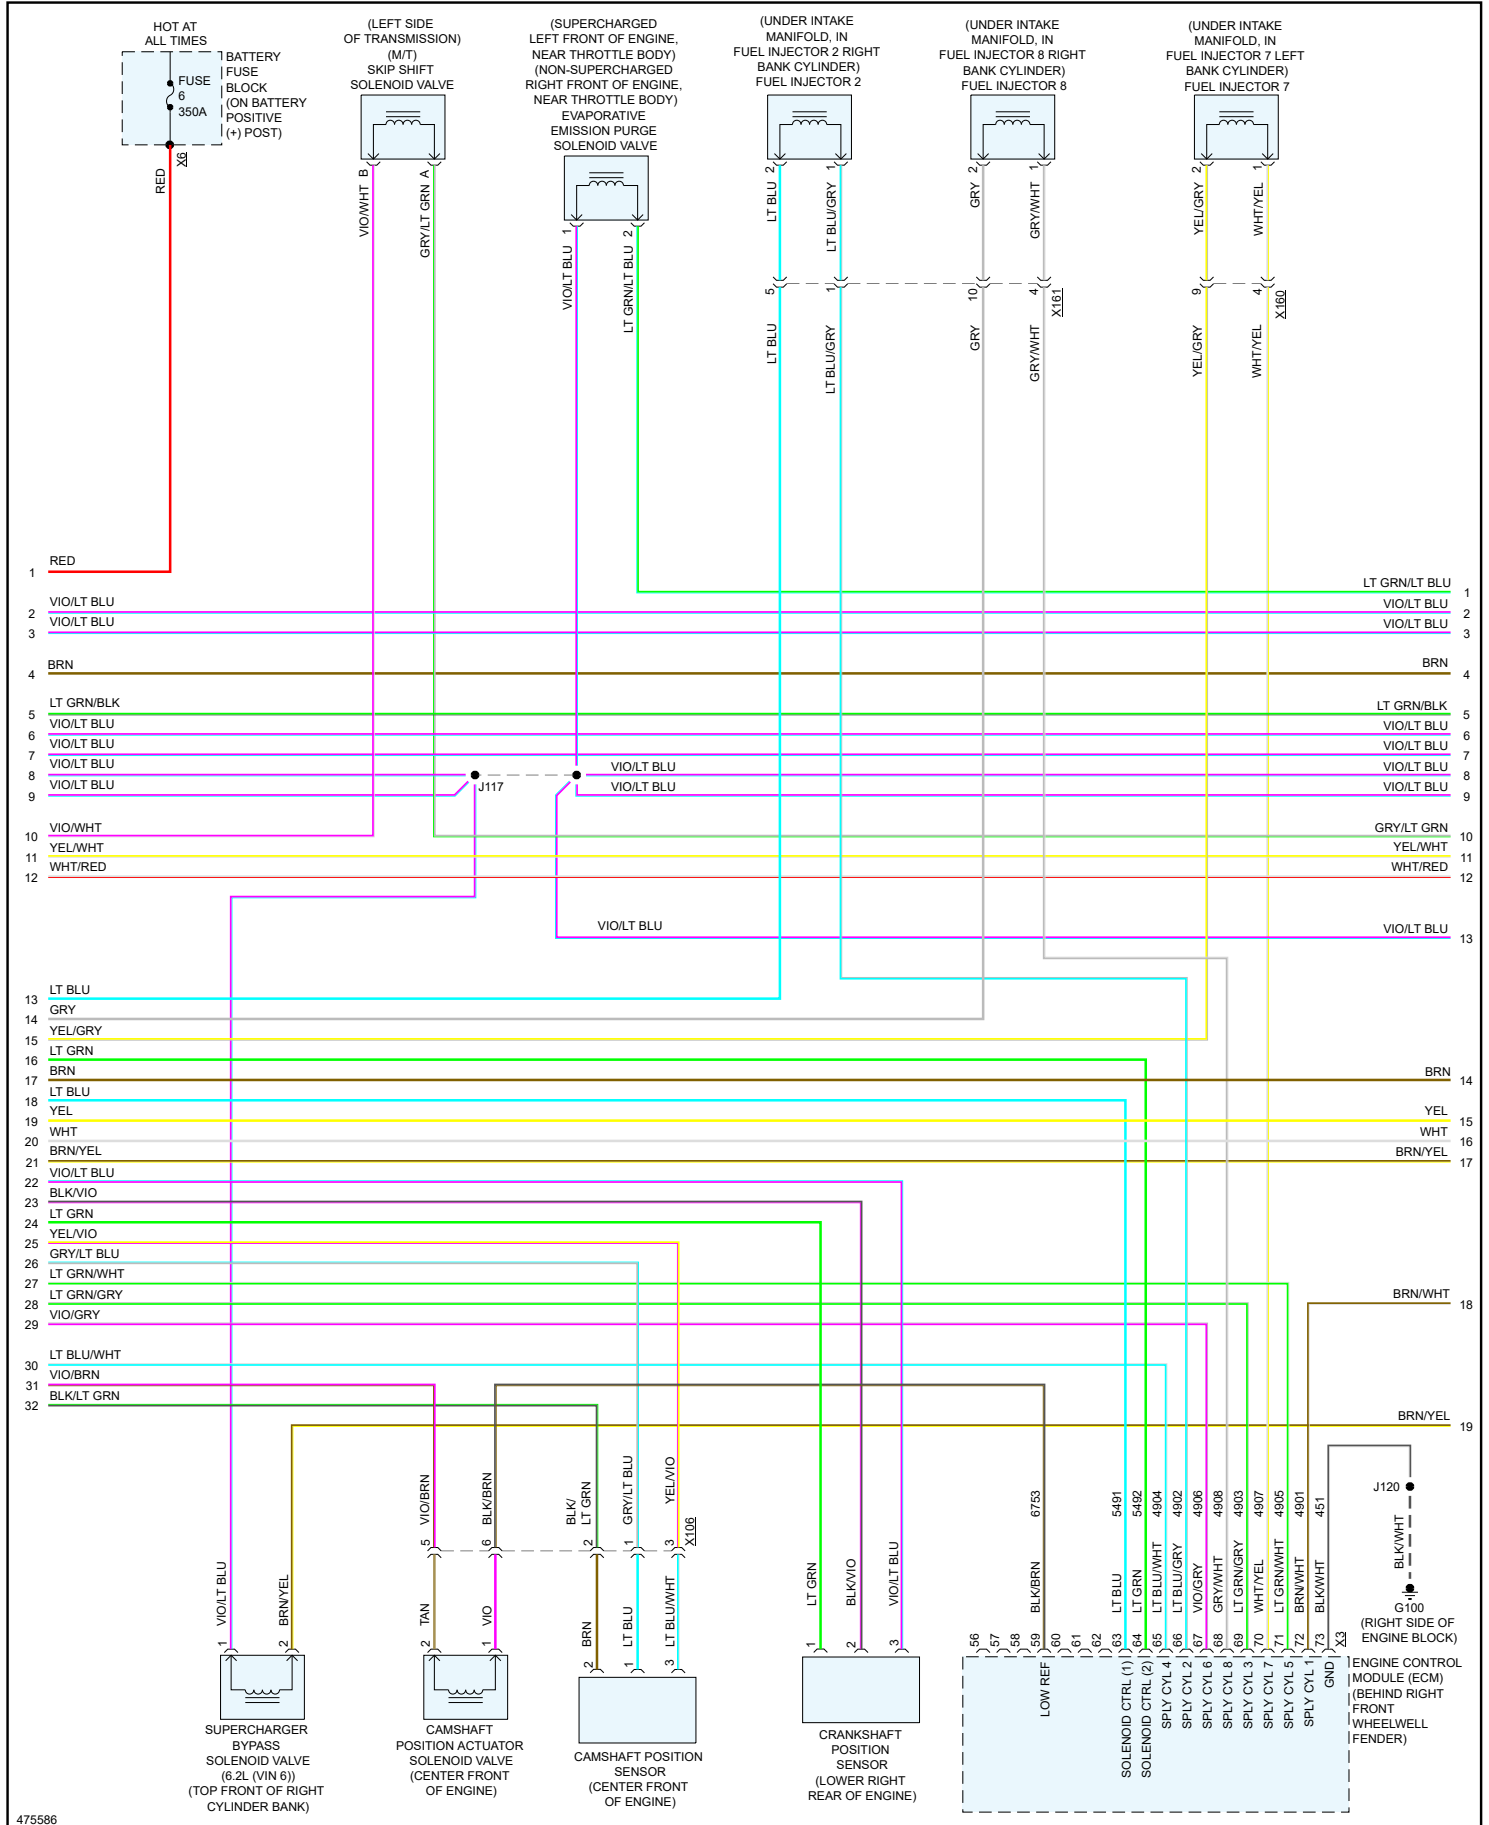 HOT AT
ALL TIMES
BATTERY
FUSE
BLOCK
(ON BATTERY
POSITIVE
(+) POST)
FUSE
6
350A
X6
RED
(LEFT SIDE
OF TRANSMISSION)
(M/T)
SKIP SHIFT
SOLENOID VALVE
B
A
VIO/WHT
GRY/LT GRN
(SUPERCHARGED
LEFT FRONT OF ENGINE,
NEAR THROTTLE BODY)
(NON-SUPERCHARGED
RIGHT FRONT OF ENGINE,
NEAR THROTTLE BODY)
EVAPORATIVE
EMISSION PURGE
SOLENOID VALVE
1
2
VIO/LT BLU
LT GRN/LT BLU
(UNDER INTAKE
MANIFOLD, IN
FUEL INJECTOR 2 RIGHT
BANK CYLINDER)
FUEL INJECTOR 2
2
1
LT BLU
LT BLU/GRY
5
1
LT BLU
LT BLU/GRY
(UNDER INTAKE
MANIFOLD, IN
FUEL INJECTOR 8 RIGHT
BANK CYLINDER)
FUEL INJECTOR 8
2
1
GRY
GRY/WHT
10
4
X161
GRY
GRY/WHT
(UNDER INTAKE
MANIFOLD, IN
FUEL INJECTOR 7 LEFT
BANK CYLINDER)
FUEL INJECTOR 7
2
1
YEL/GRY
WHT/YEL
9
4
X160
YEL/GRY
WHT/YEL
1 RED
LT GRN/LT BLU 1
2 VIO/LT BLU
VIO/LT BLU 2
3 VIO/LT BLU
VIO/LT BLU 3
4 BRN
BRN 4
5 LT GRN/BLK
LT GRN/BLK 5
6 VIO/LT BLU
VIO/LT BLU 6
7 VIO/LT BLU
VIO/LT BLU 7
8 VIO/LT BLU
VIO/LT BLU
VIO/LT BLU 8
J117
9 VIO/LT BLU
VIO/LT BLU
VIO/LT BLU 9
10 VIO/WHT
GRY/LT GRN 10
11 YEL/WHT
YEL/WHT 11
12 WHT/RED
WHT/RED 12
VIO/LT BLU
VIO/LT BLU 13
13 LT BLU
14 GRY
15 YEL/GRY
16 LT GRN
17 BRN
BRN 14
18 LT BLU
19 YEL
YEL 15
20 WHT
WHT 16
21 BRN/YEL
BRN/YEL 17
22 VIO/LT BLU
23 BLK/VIO
24 LT GRN
25 YEL/VIO
26 GRY/LT BLU
27 LT GRN/WHT
28 LT GRN/GRY
BRN/WHT 18
29 VIO/GRY
30 LT BLU/WHT
31 VIO/BRN
32 BLK/LT GRN
BRN/YEL 19
VIO/LT BLU
BRN/YEL
1
2
SUPERCHARGER
BYPASS
SOLENOID VALVE
(6.2L (VIN 6))
(TOP FRONT OF RIGHT
CYLINDER BANK)
VIO/BRN
BLK/BRN
5
6
TAN
VIO
2
1
CAMSHAFT
POSITION ACTUATOR
SOLENOID VALVE
(CENTER FRONT
OF ENGINE)
BLK/
LT GRN
GRY/LT BLU
YEL/VIO
2
1
3
X106
BRN
LT BLU
LT BLU/WHT
2
1
3
CAMSHAFT POSITION
SENSOR
(CENTER FRONT
OF ENGINE)
LT GRN
BLK/VIO
VIO/LT BLU
1
2
3
CRANKSHAFT
POSITION
SENSOR
(LOWER RIGHT
REAR OF ENGINE)
6753
5491
5492
4904
4902
4906
4908
4903
4907
4905
4901
451
BLK/BRN
LT BLU
LT GRN
LT BLU/WHT
LT BLU/GRY
VIO/GRY
GRY/WHT
LT GRN/GRY
WHT/YEL
LT GRN/WHT
BRN/WHT
BLK/WHT
56
57
58
59
60
61
62
63
64
65
66
67
68
69
70
71
72
73
X3
LOW REF
SOLENOID CTRL (1)
SOLENOID CTRL (2)
SPLY CYL 4
SPLY CYL 2
SPLY CYL 6
SPLY CYL 8
SPLY CYL 3
SPLY CYL 7
SPLY CYL 5
SPLY CYL 1
GND
J120
BLK/WHT
G100
(RIGHT SIDE OF
ENGINE BLOCK)
ENGINE CONTROL
MODULE (ECM)
(BEHIND RIGHT
FRONT
WHEELWELL
FENDER)
475586